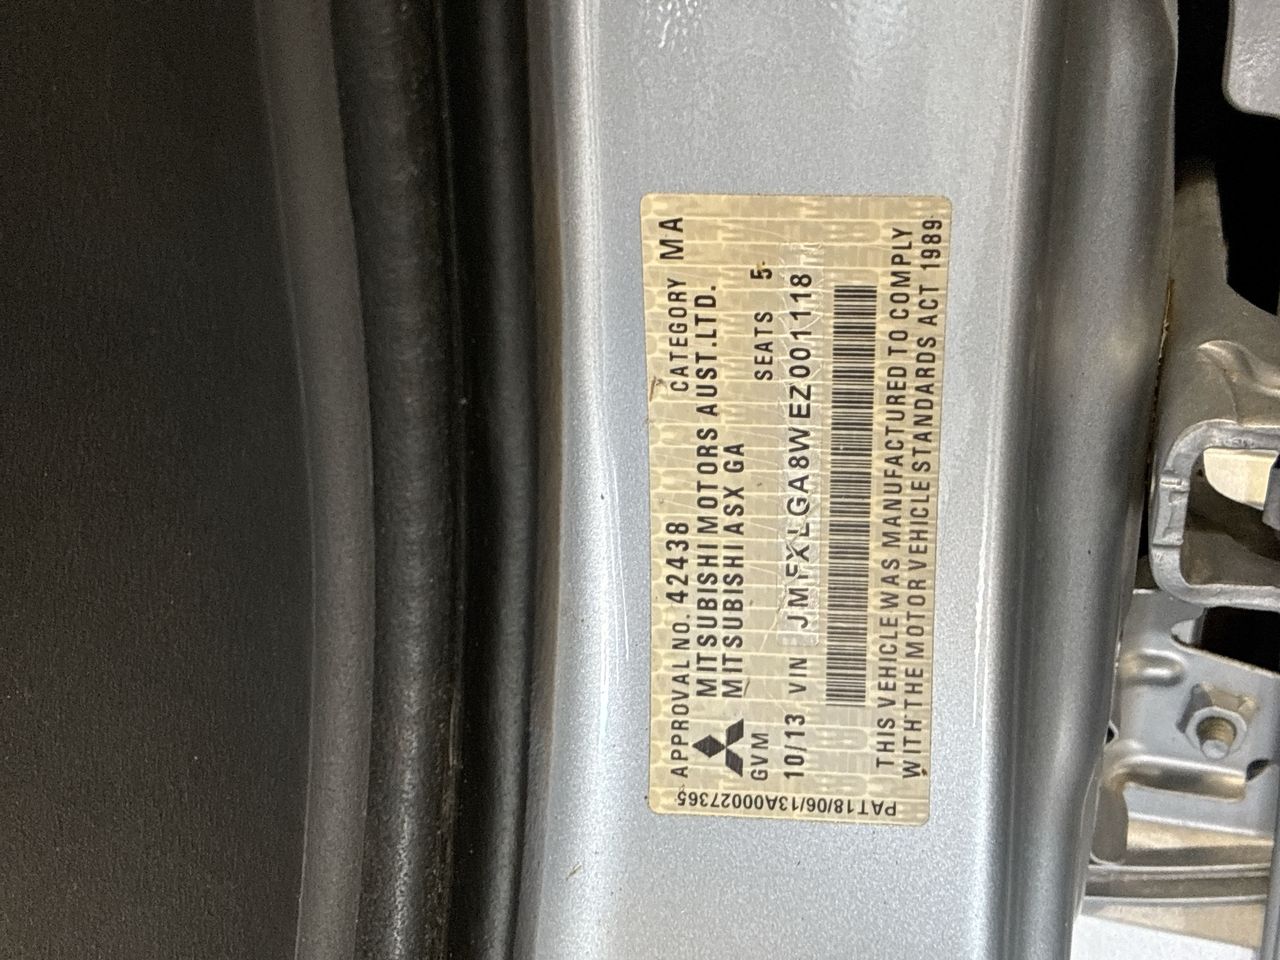 APPROVAL NO. 42438 CATEGORY MA
MITSUBISHI MOTORS AUST.LTD.
MITSUBISHI ASX GA
GVM SEATS 5
10/13 VIN JMFXLGA8WEZ001118
THIS VEHICLE WAS MANUFACTURED TO COMPLY
WITH THE MOTOR VEHICLE STANDARDS ACT 1989
PAT18/06/13A00027365